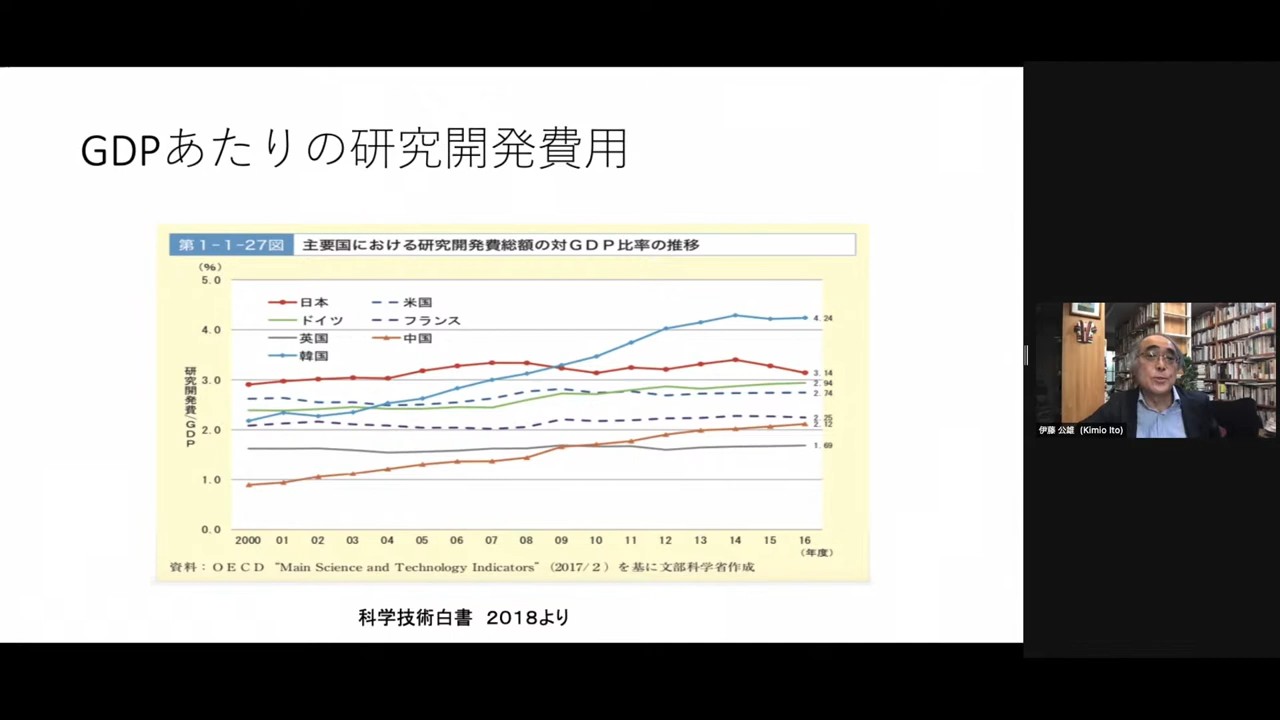 GDPあたりの研究開発費用
第1-1-27図 主要国における研究開発費総額の対GDP比率の推移
(%)
5.0
4.0
3.0
2.0
1.0
0.0
研究開発費/GDP
日本 米国
ドイツ フランス
英国 中国
韓国
4.24
3.14
2.94
2.74
2.25
2.12
1.69
2000 01 02 03 04 05 06 07 08 09 10 11 12 13 14 15 16
(年度)
資料:OECD “Main Science and Technology Indicators” (2017/2) を基に文部科学省作成
科学技術白書 2018より
伊藤 公雄 (Kimio Ito)